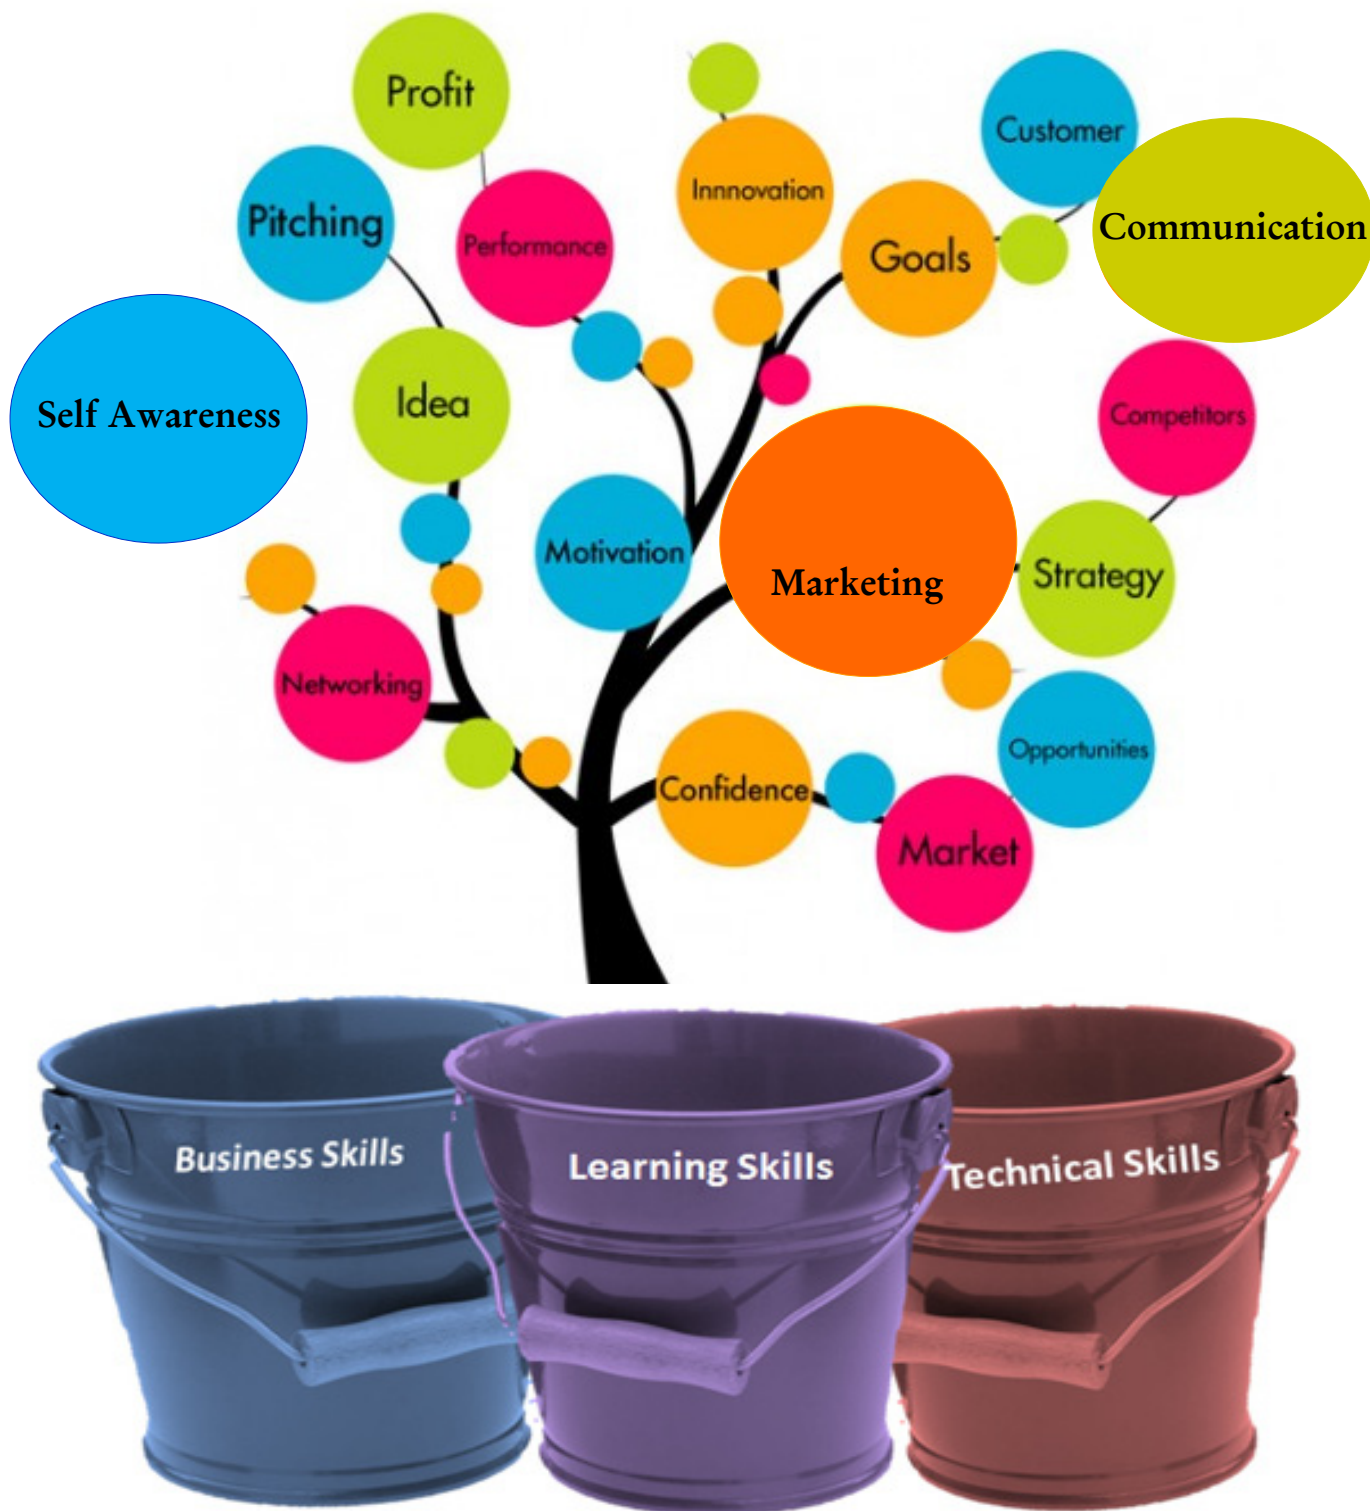 Profit
Customer
Innnovation
Pitching
Communication
Performance
Goals
Self Awareness
Idea
Competitors
Motivation
Marketing
Strategy
Networking
Opportunities
Confidence
Market
Business Skills
Learning Skills
Technical Skills